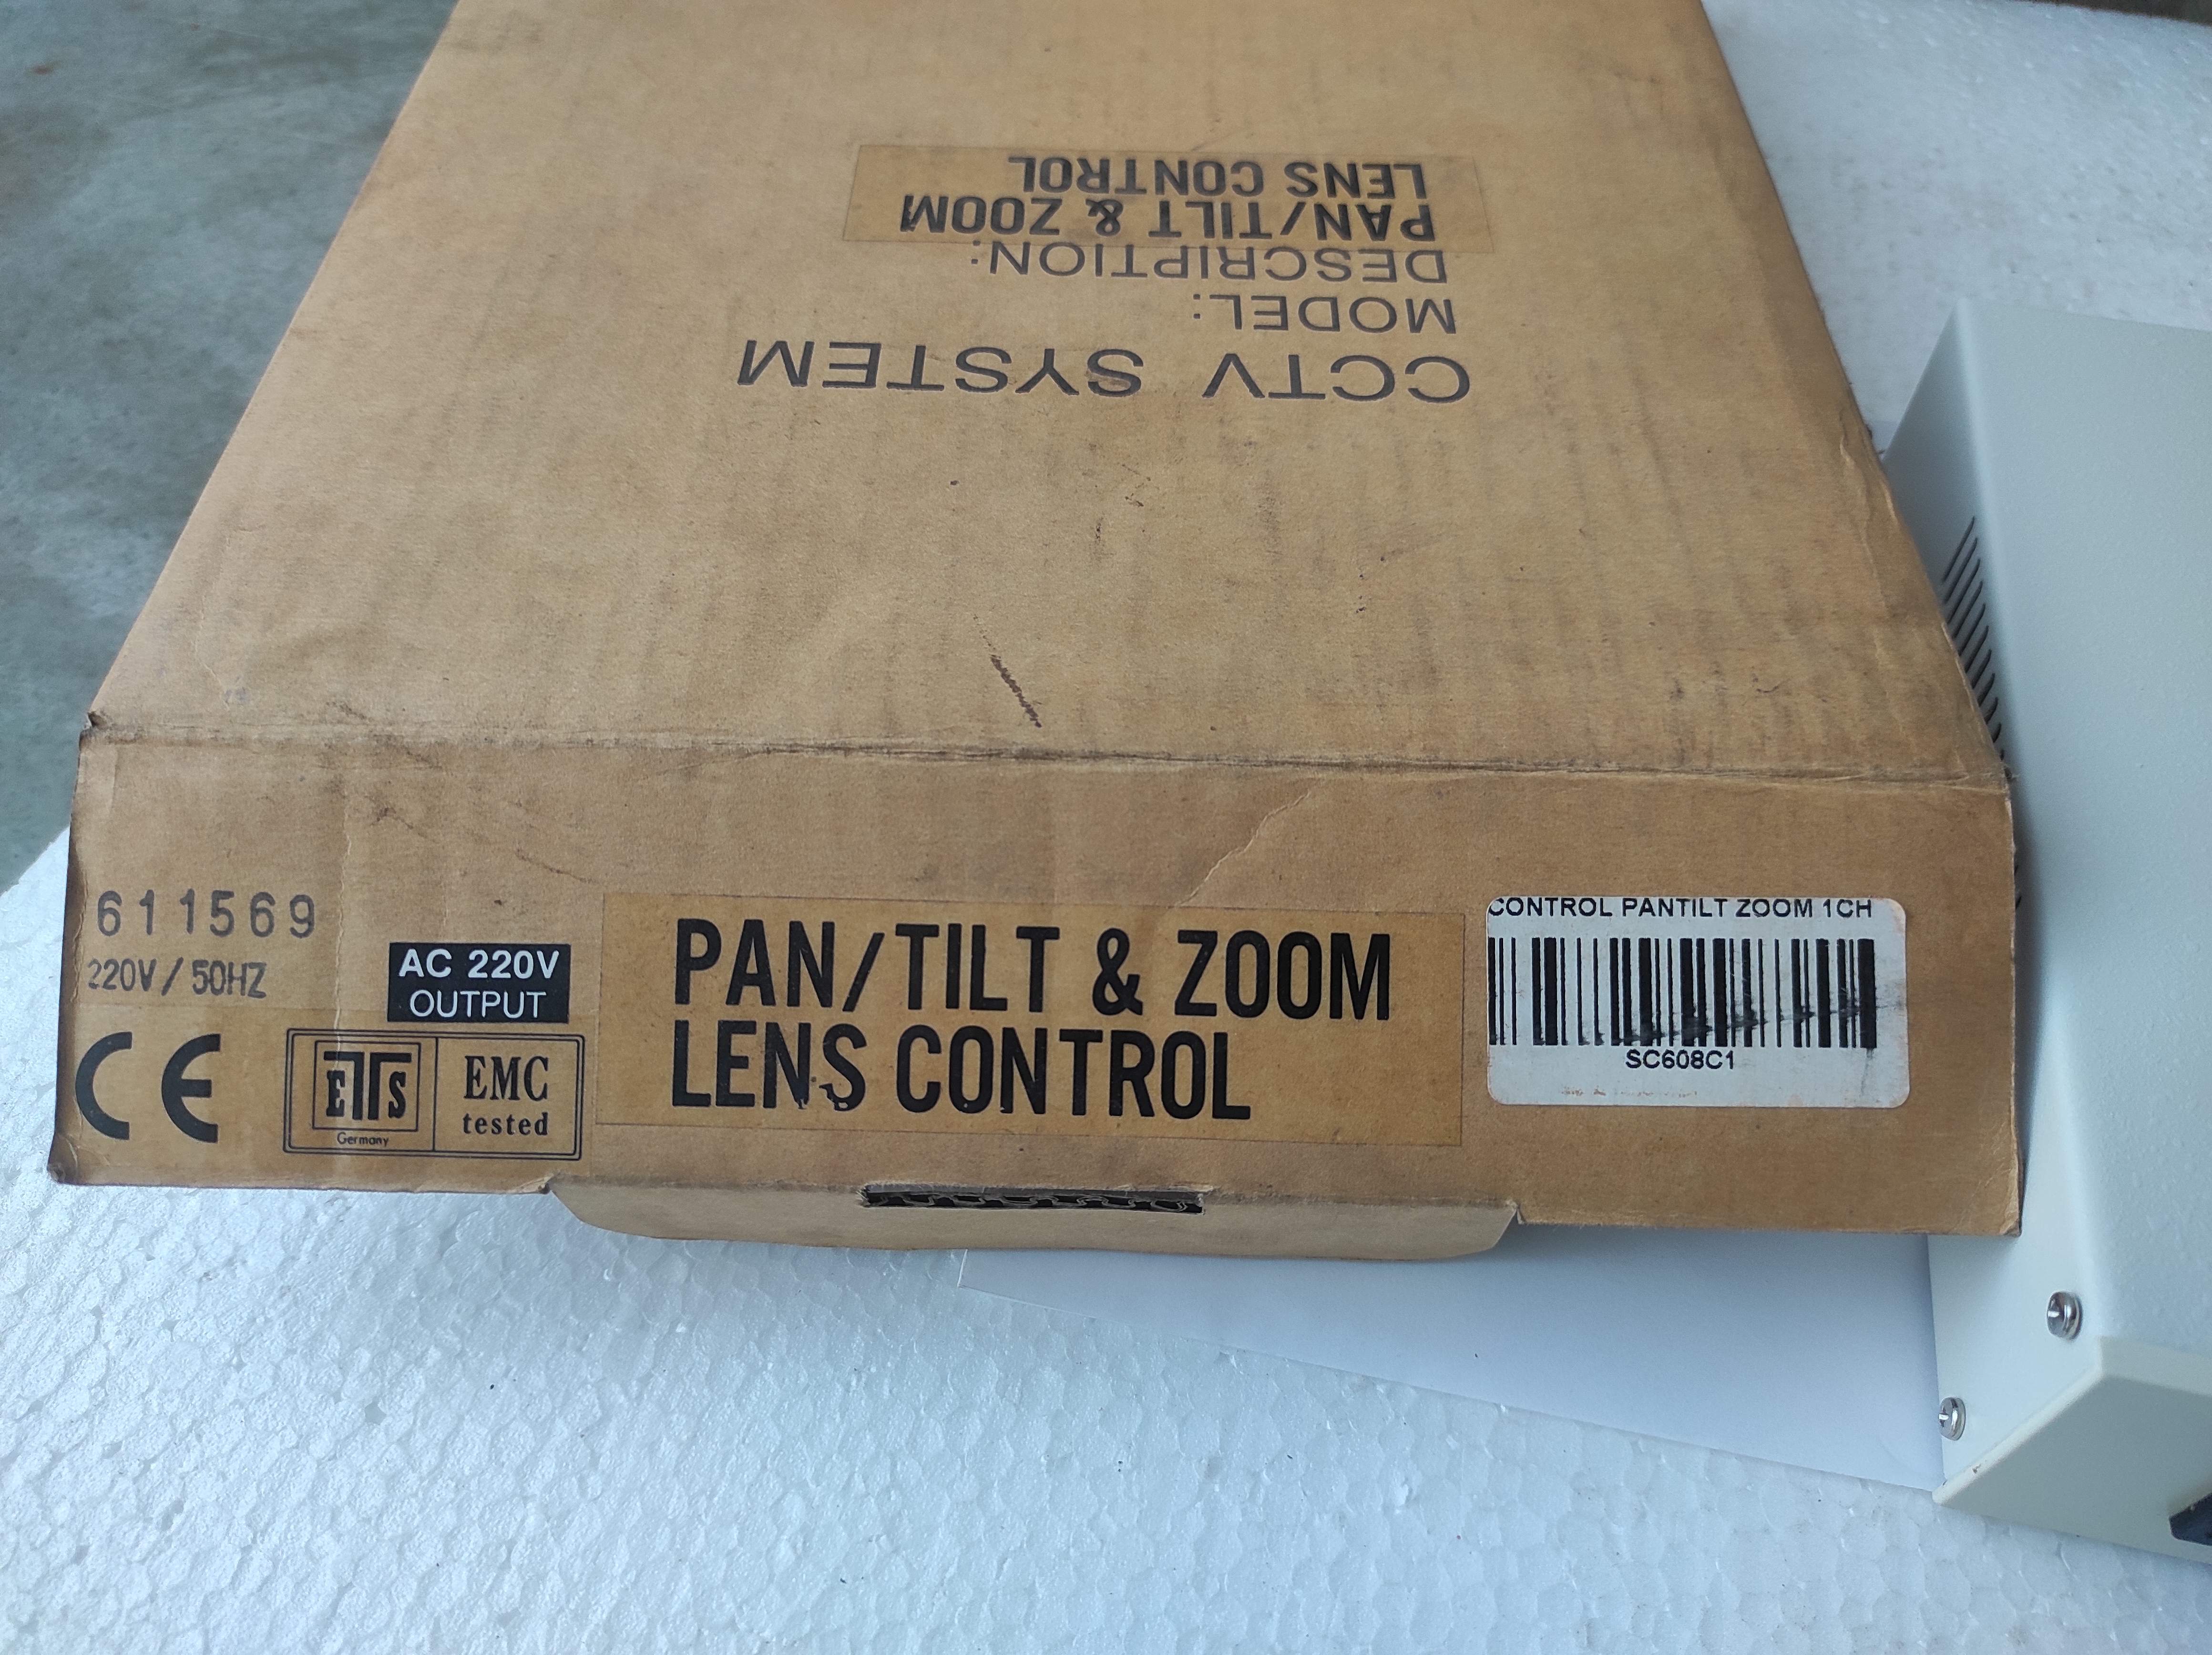 CCTV SYSTEM
MODEL:
DESCRIPTION:
PAN/TILT & ZOOM
LENS CONTROL
611569
220V/50HZ
AC 220V
OUTPUT
CE
ETS
Germany
EMC
tested
PAN/TILT & ZOOM
LENS CONTROL
CONTROL PANTILT ZOOM 1CH
SC608C1